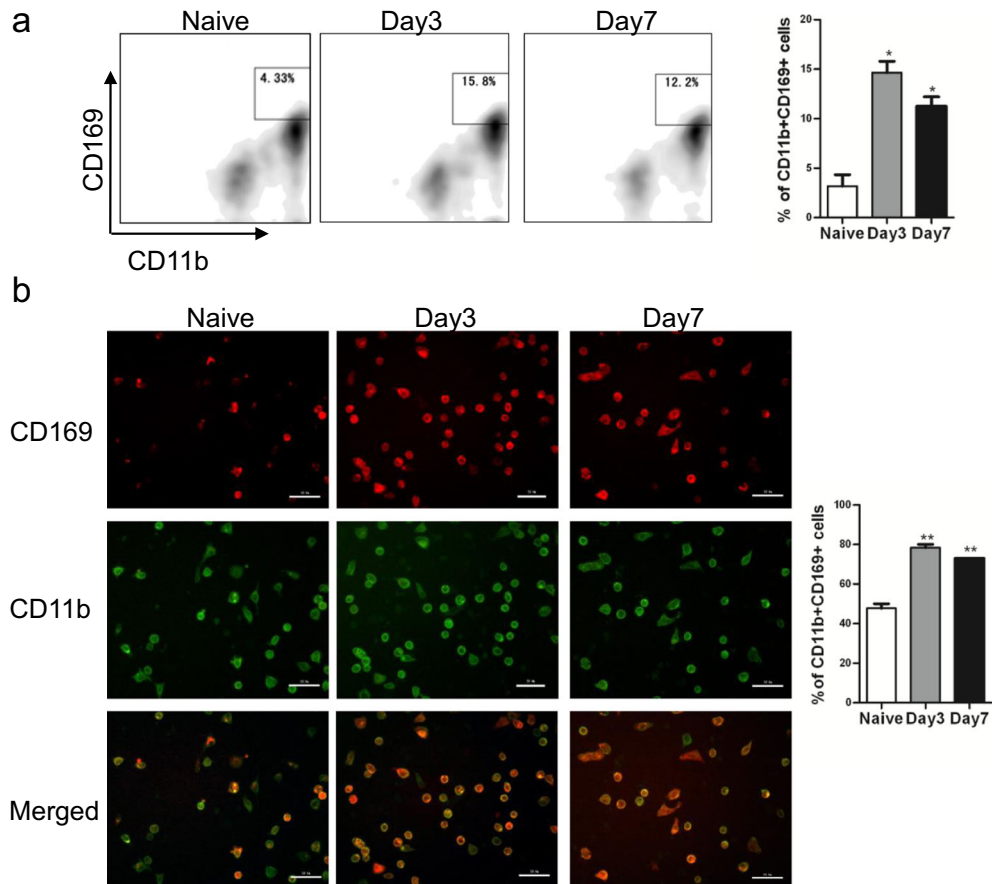 a
Naive Day3 Day7
4.33% 15.8% 12.2%
CD169
CD11b
% of CD11b+CD169+ cells
20
15
10
5
0
Naive Day3 Day7
* *
b
Naive Day3 Day7
CD169
CD11b
Merged
% of CD11b+CD169+ cells
100
80
60
40
20
0
Naive Day3 Day7
** **